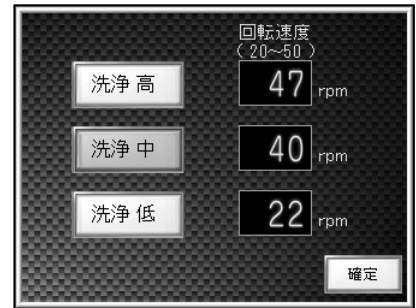 回転速度
(20～50)
洗浄 高 47 rpm
洗浄 中 40 rpm
洗浄 低 22 rpm
確定